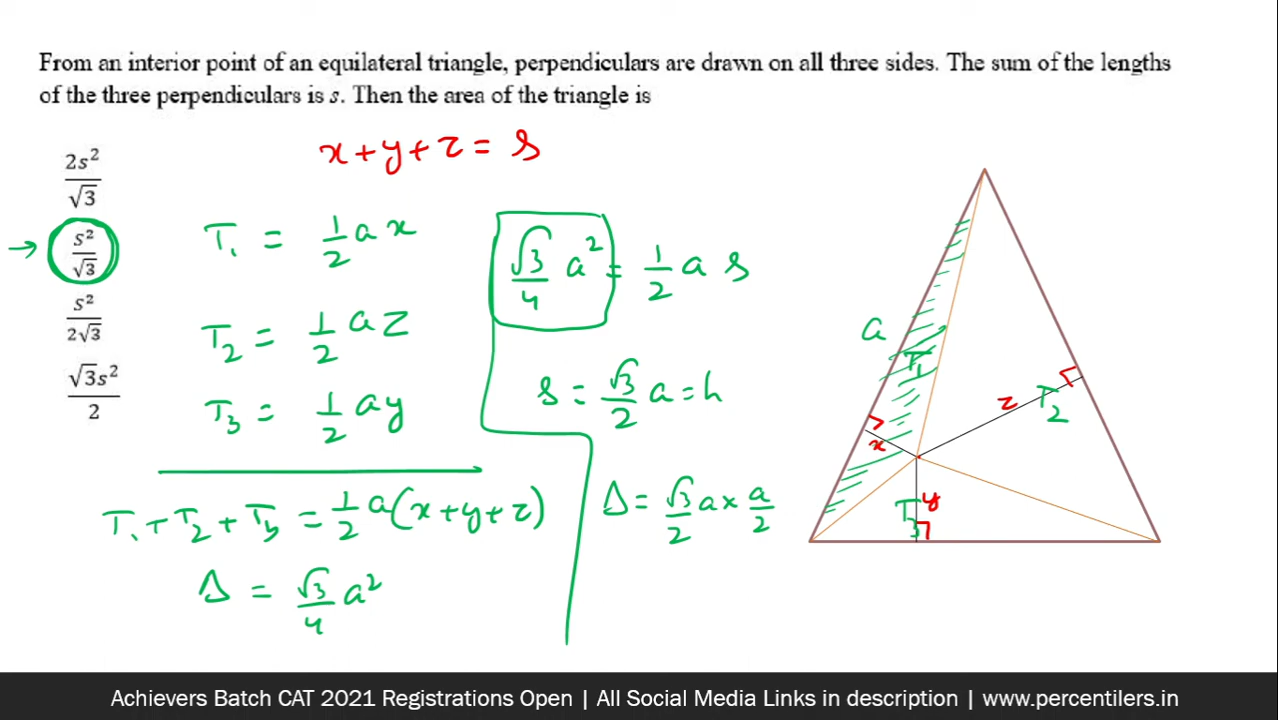 From an interior point of an equilateral triangle, perpendiculars are drawn on all three sides. The sum of the lengths
of the three perpendiculars is s. Then the area of the triangle is
x + y + z = s
2s²/√3
→ s²/√3
s²/2√3
√3s²/2
T₁ = 1/2 a x
T₂ = 1/2 a z
T₃ = 1/2 a y
T₁ + T₂ + T₃ = 1/2 a (x + y + z)
Δ = √3/4 a²
√3/4 a² = 1/2 a s
s = √3/2 a = h
Δ = √3/2 a × a/2
a
T₁
T₂
z
x
T₃
y
Achievers Batch CAT 2021 Registrations Open | All Social Media Links in description | www.percentilers.in